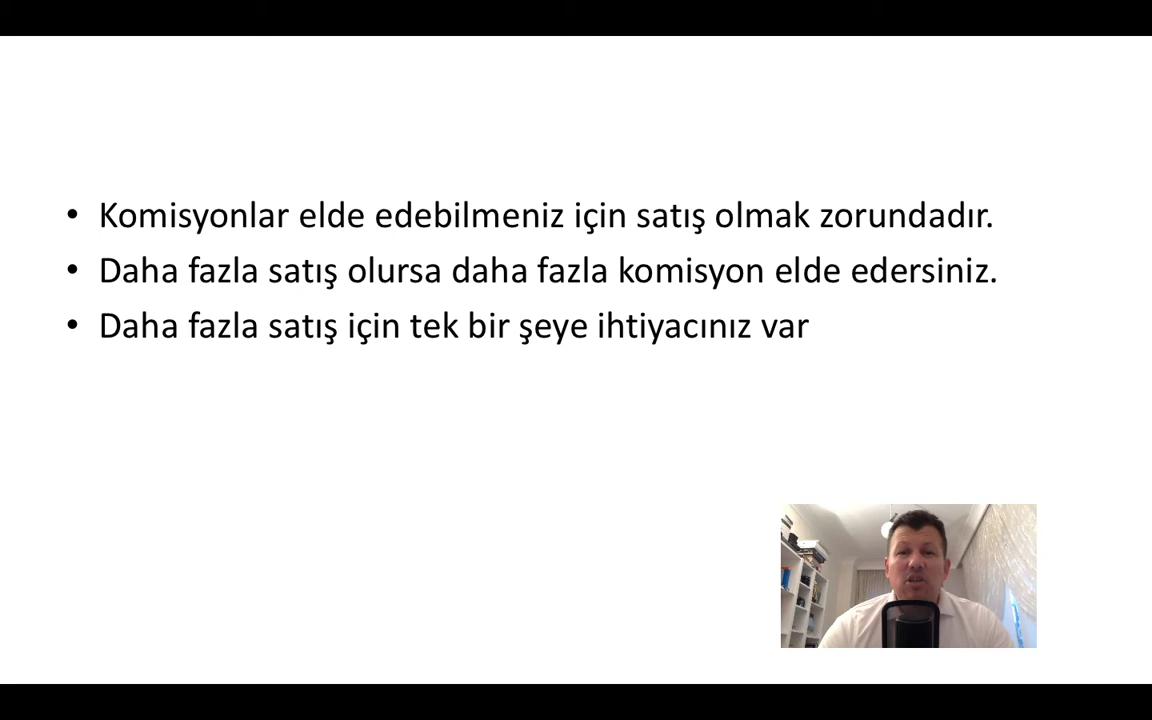 • Komisyonlar elde edebilmeniz için satış olmak zorundadır.
• Daha fazla satış olursa daha fazla komisyon elde edersiniz.
• Daha fazla satış için tek bir şeye ihtiyacınız var